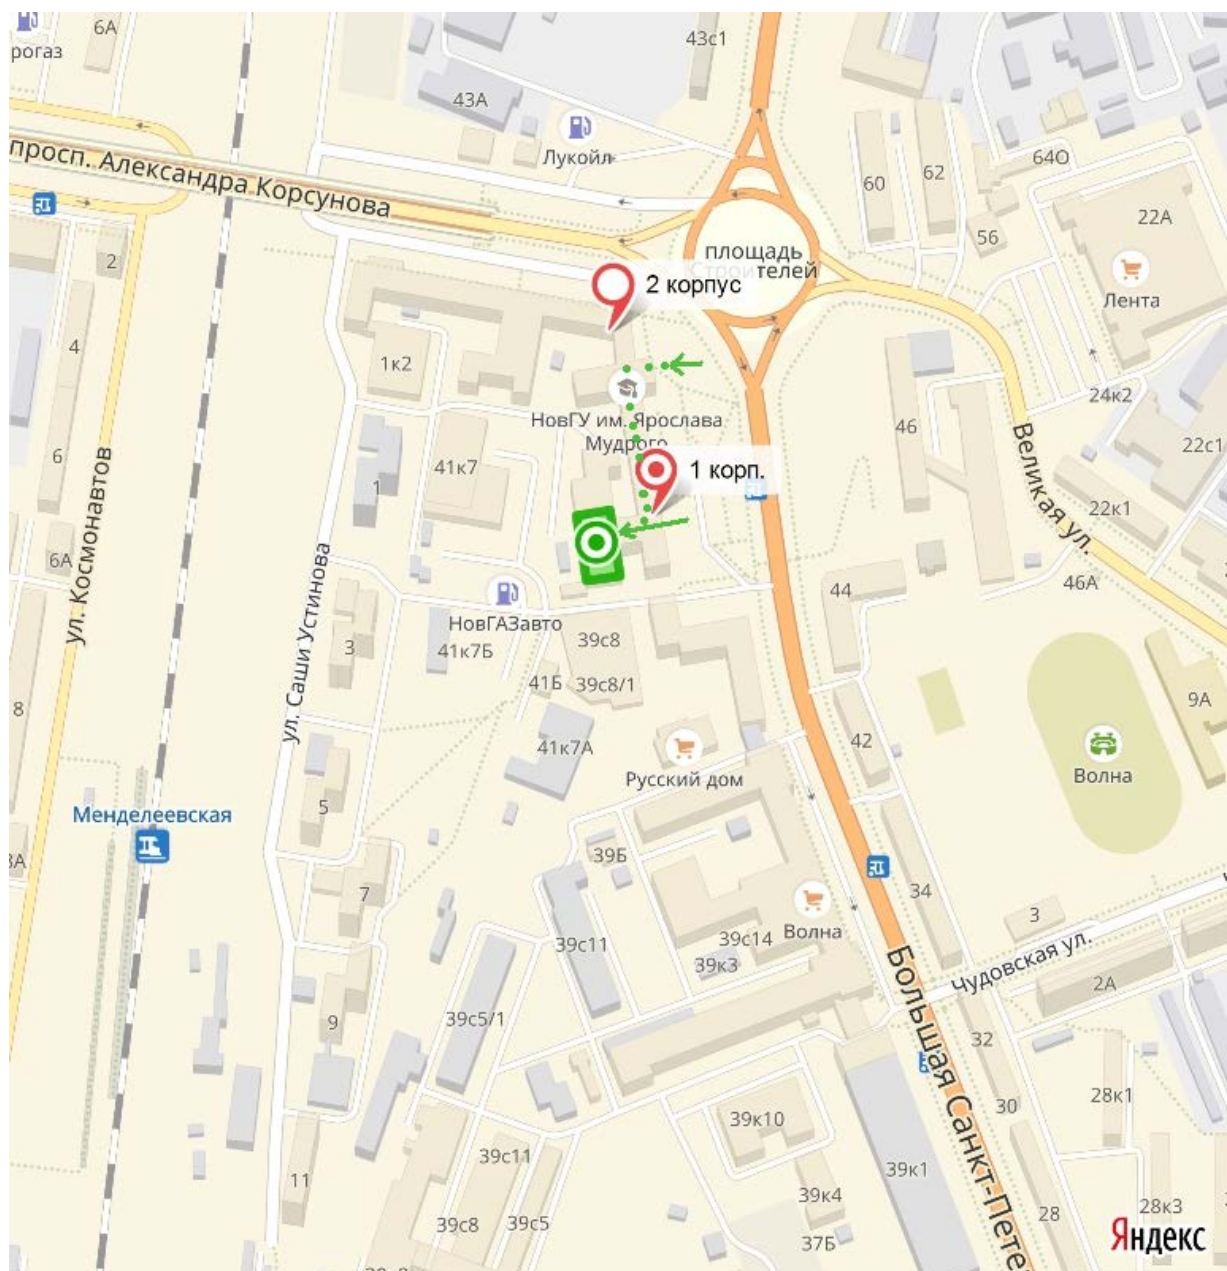 6А
рогаз
43с1
43А
Лукойл
просп. Александра Корсунова
60
62
64О
56
22А
площадь
Строителей
Лента
2
2 корпус
4
1к2
24к2
НовГУ им. Ярослава
Мудрого
46
22с1
6
41к7
1 корп.
1
22к1
Великая ул.
ул. Космонавтов
6А
ул. Саши Устинова
44
46А
НовГАЗавто
3
41к7Б
39с8
41Б
39с8/1
8
9А
41к7А
42
Русский дом
Волна
5
Менделеевская
39Б
7
34
3
39с11
39с14
Волна
39к3
Чудовская ул.
2А
9
39с5/1
32
Большая Санкт-Пете
30
28к1
39к10
39с11
39к1
11
39к4
28к3
39с8
39с5
28
37Б
Яндекс